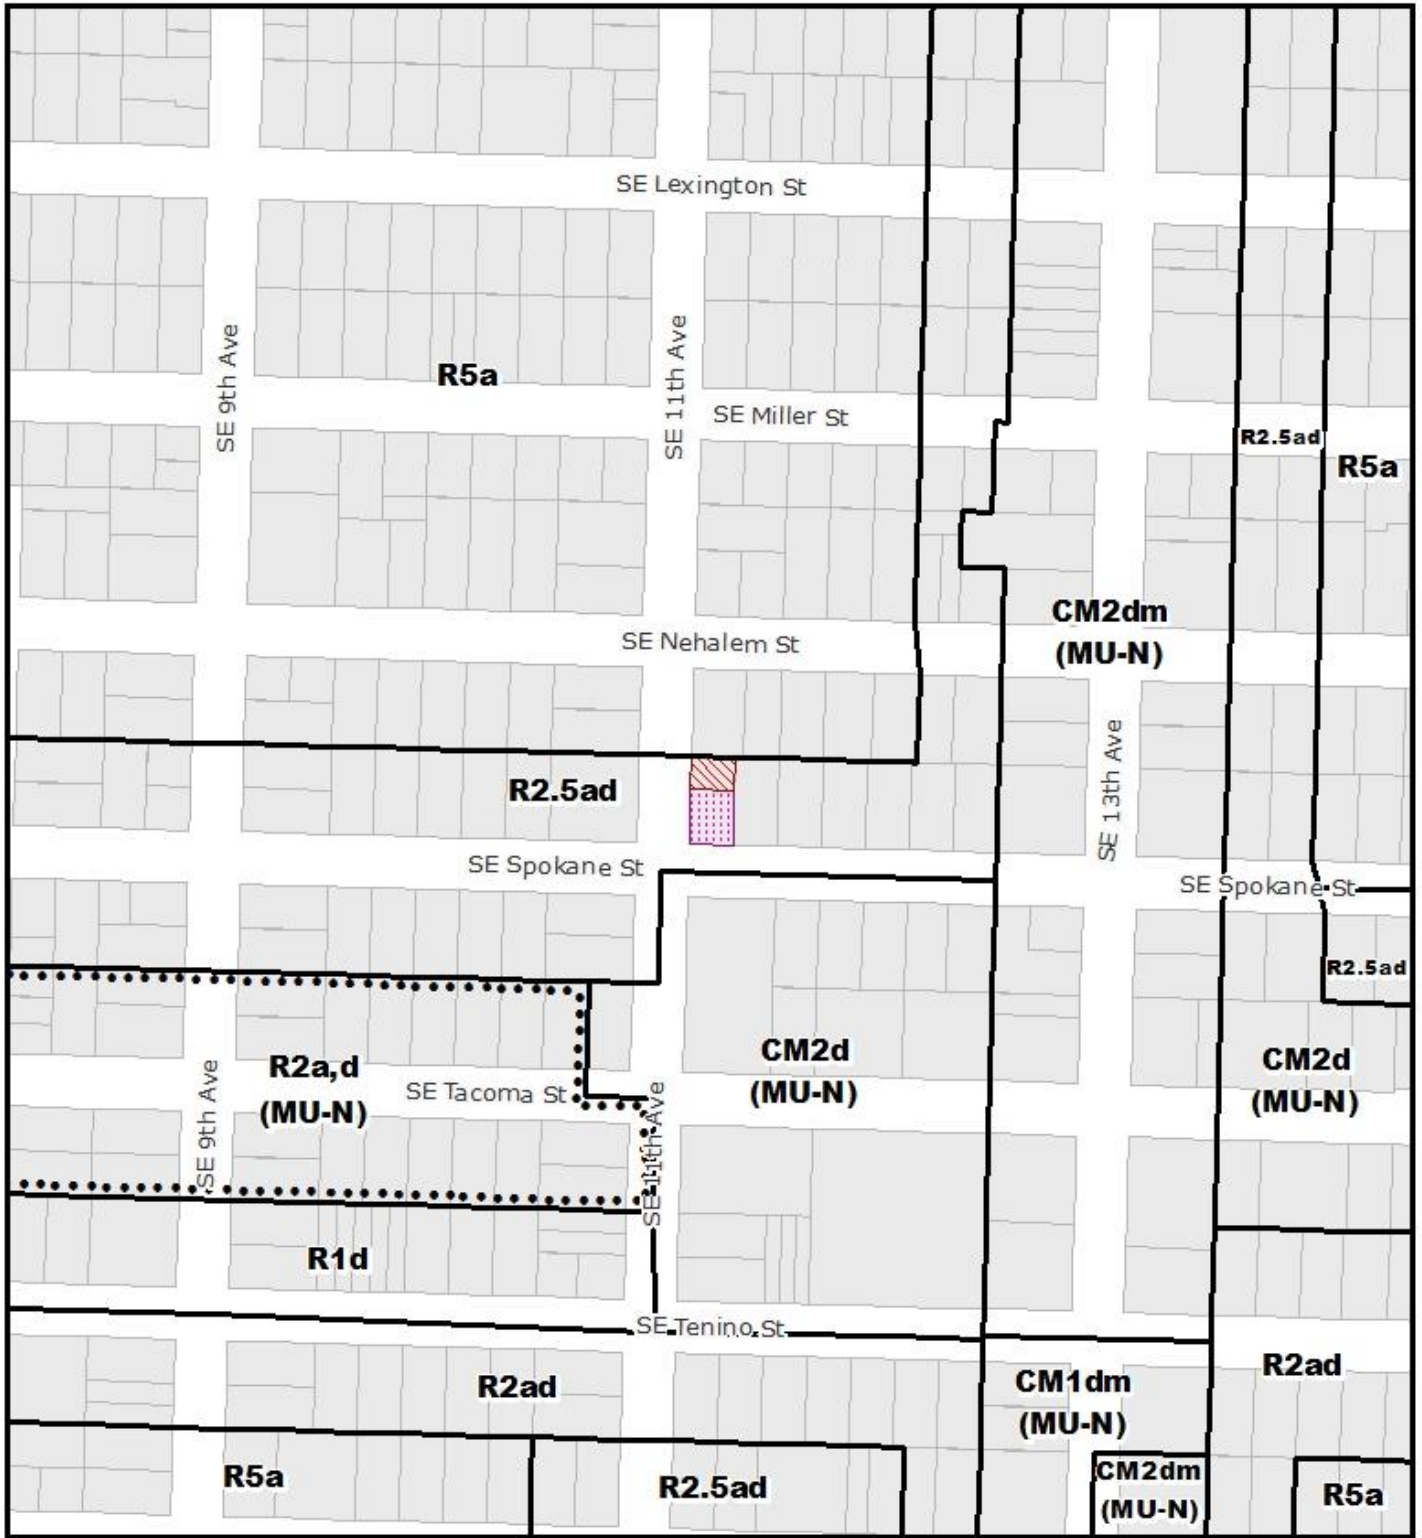 SE Lexington St
SE 9th Ave
SE 11th Ave
R5a
SE Miller St
R2.5ad
R5a
CM2dm
(MU-N)
SE Nehalem St
SE 13th Ave
R2.5ad
SE Spokane St
SE Spokane St
R2.5ad
CM2d
(MU-N)
CM2d
(MU-N)
R2a,d
(MU-N)
SE Tacoma St
SE 9th Ave
SE 11th Ave
R1d
SE Tenino St
R2ad
R2ad
CM1dm
(MU-N)
R5a
R2.5ad
CM2dm
(MU-N)
R5a